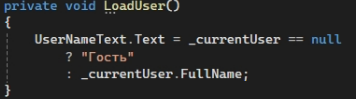 private void LoadUser()
{
UserNameText.Text = _currentUser == null
? "Гость"
: _currentUser.FullName;
}